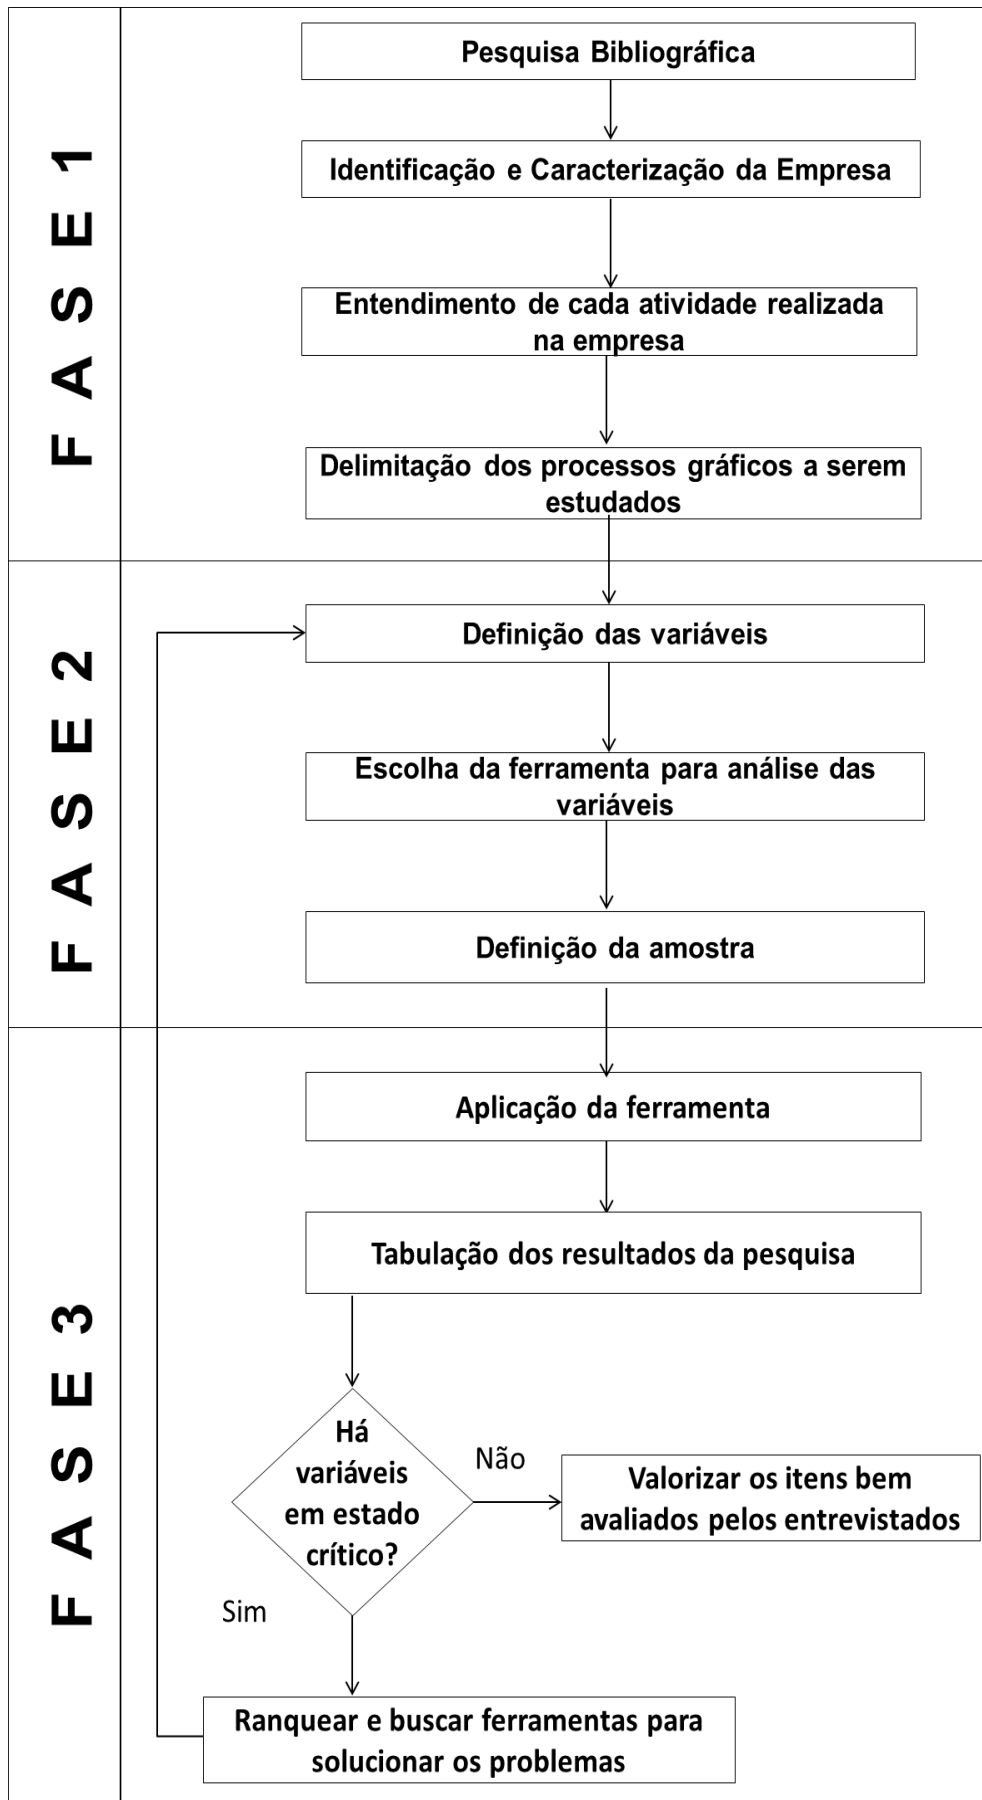 FASE 1
Pesquisa Bibliográfica
Identificação e Caracterização da Empresa
Entendimento de cada atividade realizada
na empresa
Delimitação dos processos gráficos a serem
estudados
FASE 2
Definição das variáveis
Escolha da ferramenta para análise das
variáveis
Definição da amostra
FASE 3
Aplicação da ferramenta
Tabulação dos resultados da pesquisa
Há
variáveis
em estado
crítico?
Não
Valorizar os itens bem
avaliados pelos entrevistados
Sim
Ranquear e buscar ferramentas para
solucionar os problemas